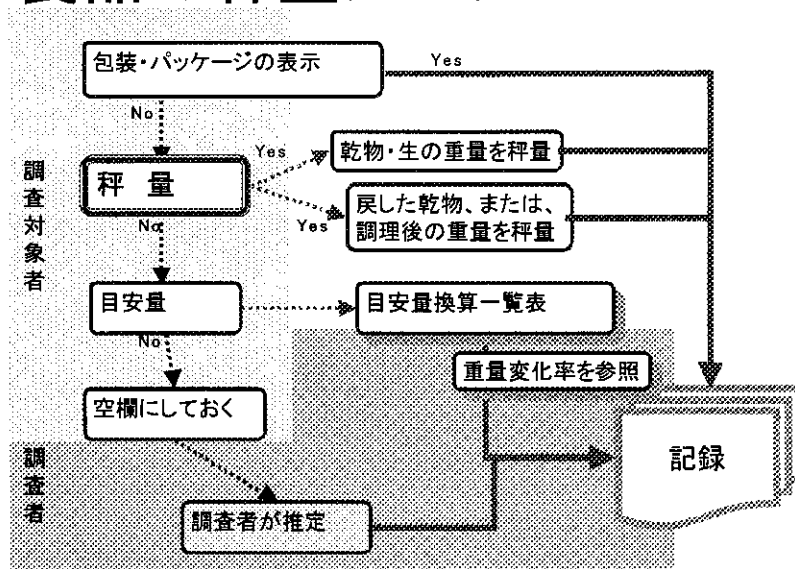 包装・パッケージの表示
Yes
No
調査対象者
秤 量
Yes
乾物・生の重量を秤量
Yes
戻した乾物、または、
調理後の重量を秤量
No
目安量
目安量換算一覧表
No
重量変化率を参照
空欄にしておく
記録
調査者
調査者が推定